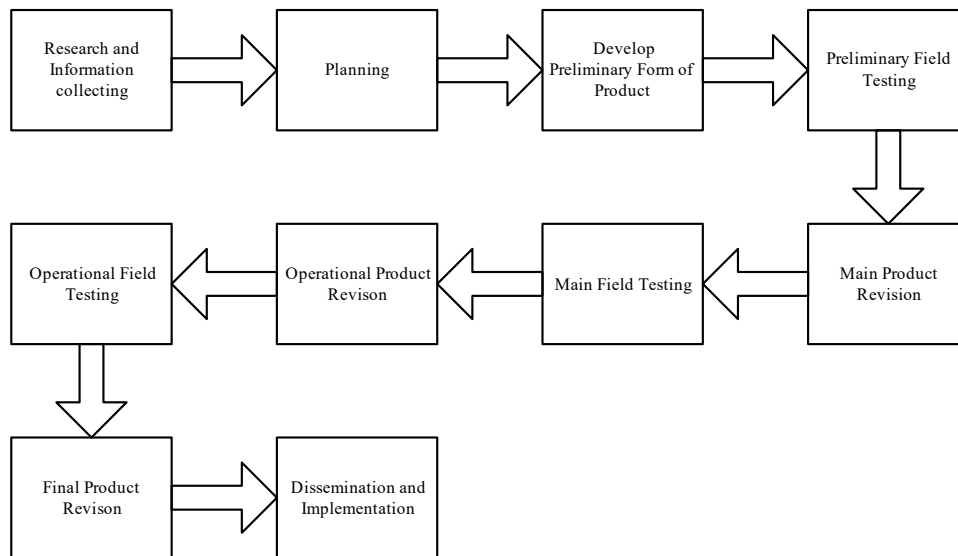 Research and
Information
collecting
Planning
Develop
Preliminary Form of
Product
Preliminary Field
Testing
Main Product
Revision
Main Field Testing
Operational Product
Revison
Operational Field
Testing
Final Product
Revison
Dissemination and
Implementation